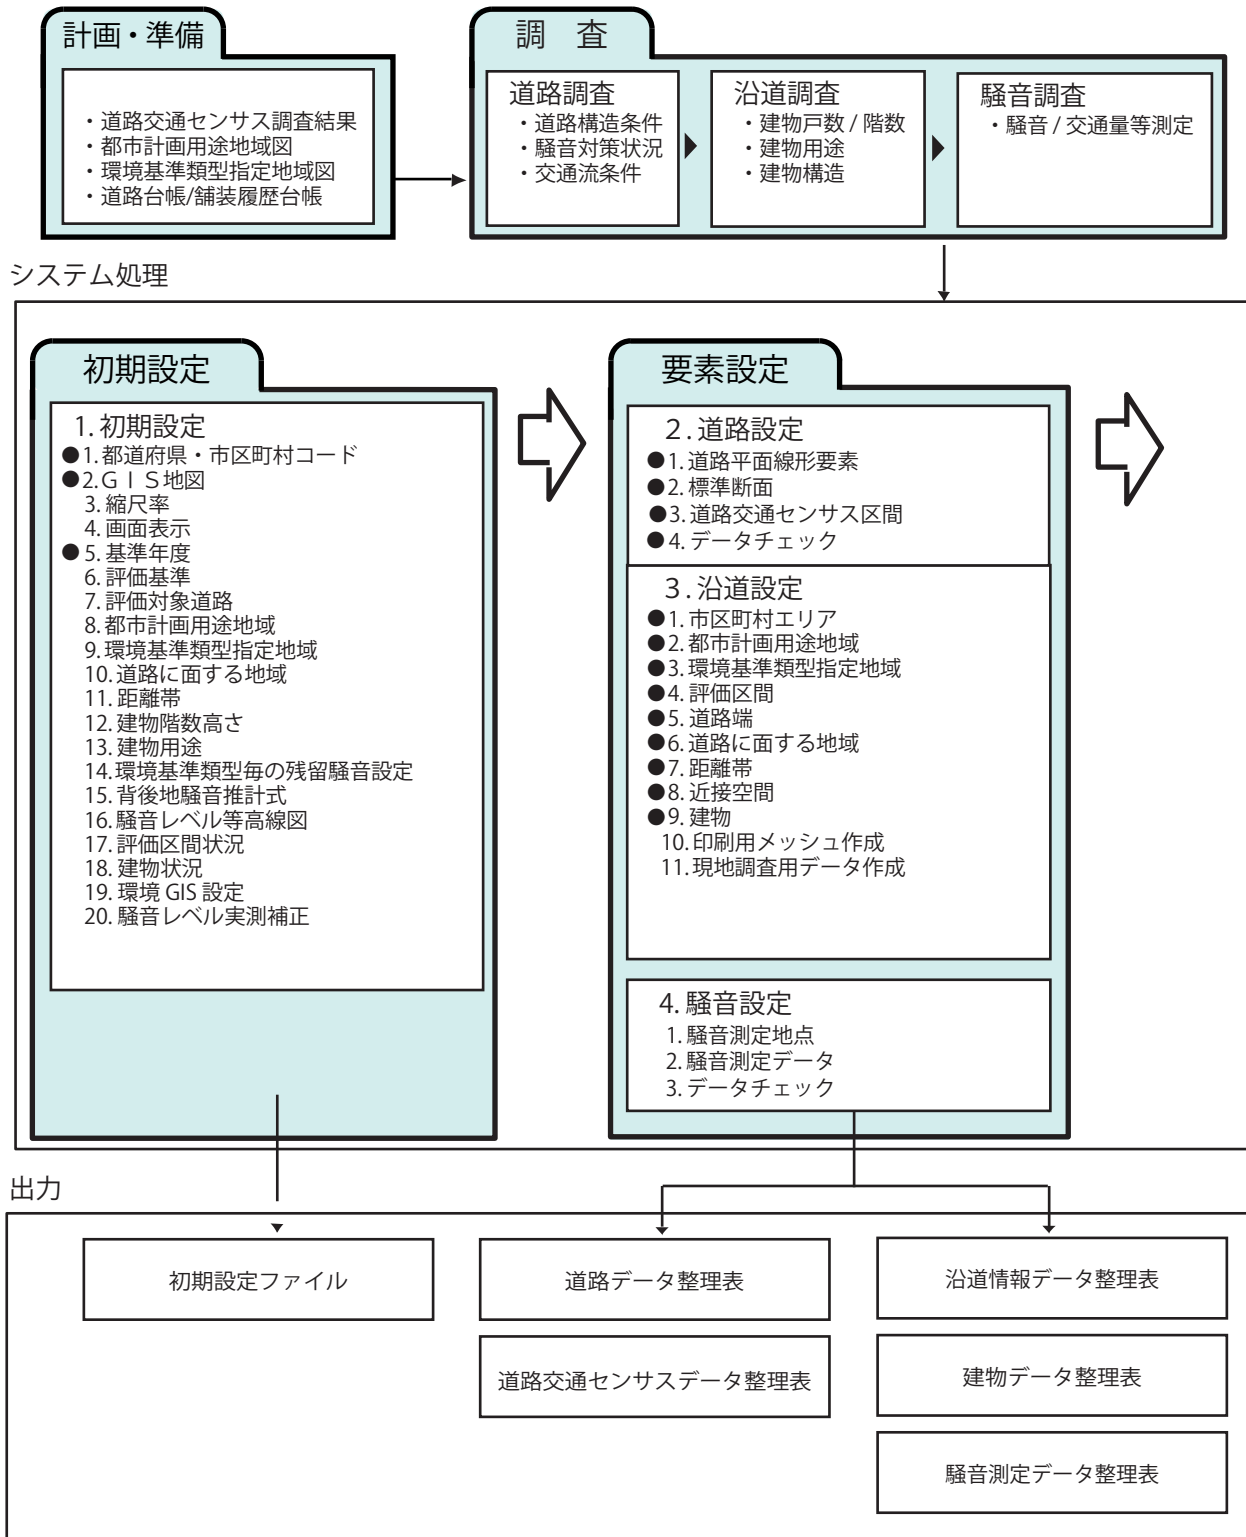 計画・準備
・道路交通センサス調査結果
・都市計画用途地域図
・環境基準類型指定地域図
・道路台帳/舗装履歴台帳
調　査
道路調査
・道路構造条件
・騒音対策状況
・交通流条件
沿道調査
・建物戸数 / 階数
・建物用途
・建物構造
騒音調査
・騒音 / 交通量等測定
システム処理
初期設定
1. 初期設定
●1. 都道府県・市区町村コード
●2.ＧＩＳ地図
3. 縮尺率
4. 画面表示
●5. 基準年度
6. 評価基準
7. 評価対象道路
8. 都市計画用途地域
9. 環境基準類型指定地域
10. 道路に面する地域
11. 距離帯
12. 建物階数高さ
13. 建物用途
14. 環境基準類型毎の残留騒音設定
15. 背後地騒音推計式
16. 騒音レベル等高線図
17. 評価区間状況
18. 建物状況
19. 環境 GIS 設定
20. 騒音レベル実測補正
要素設定
２. 道路設定
●1. 道路平面線形要素
●2. 標準断面
●3. 道路交通センサス区間
●4. データチェック
３. 沿道設定
●1. 市区町村エリア
●2. 都市計画用途地域
●3. 環境基準類型指定地域
●4. 評価区間
●5. 道路端
●6. 道路に面する地域
●7. 距離帯
●8. 近接空間
●9. 建物
10. 印刷用メッシュ作成
11. 現地調査用データ作成
4. 騒音設定
1. 騒音測定地点
2. 騒音測定データ
3. データチェック
出力
初期設定ファイル
道路データ整理表
道路交通センサスデータ整理表
沿道情報データ整理表
建物データ整理表
騒音測定データ整理表